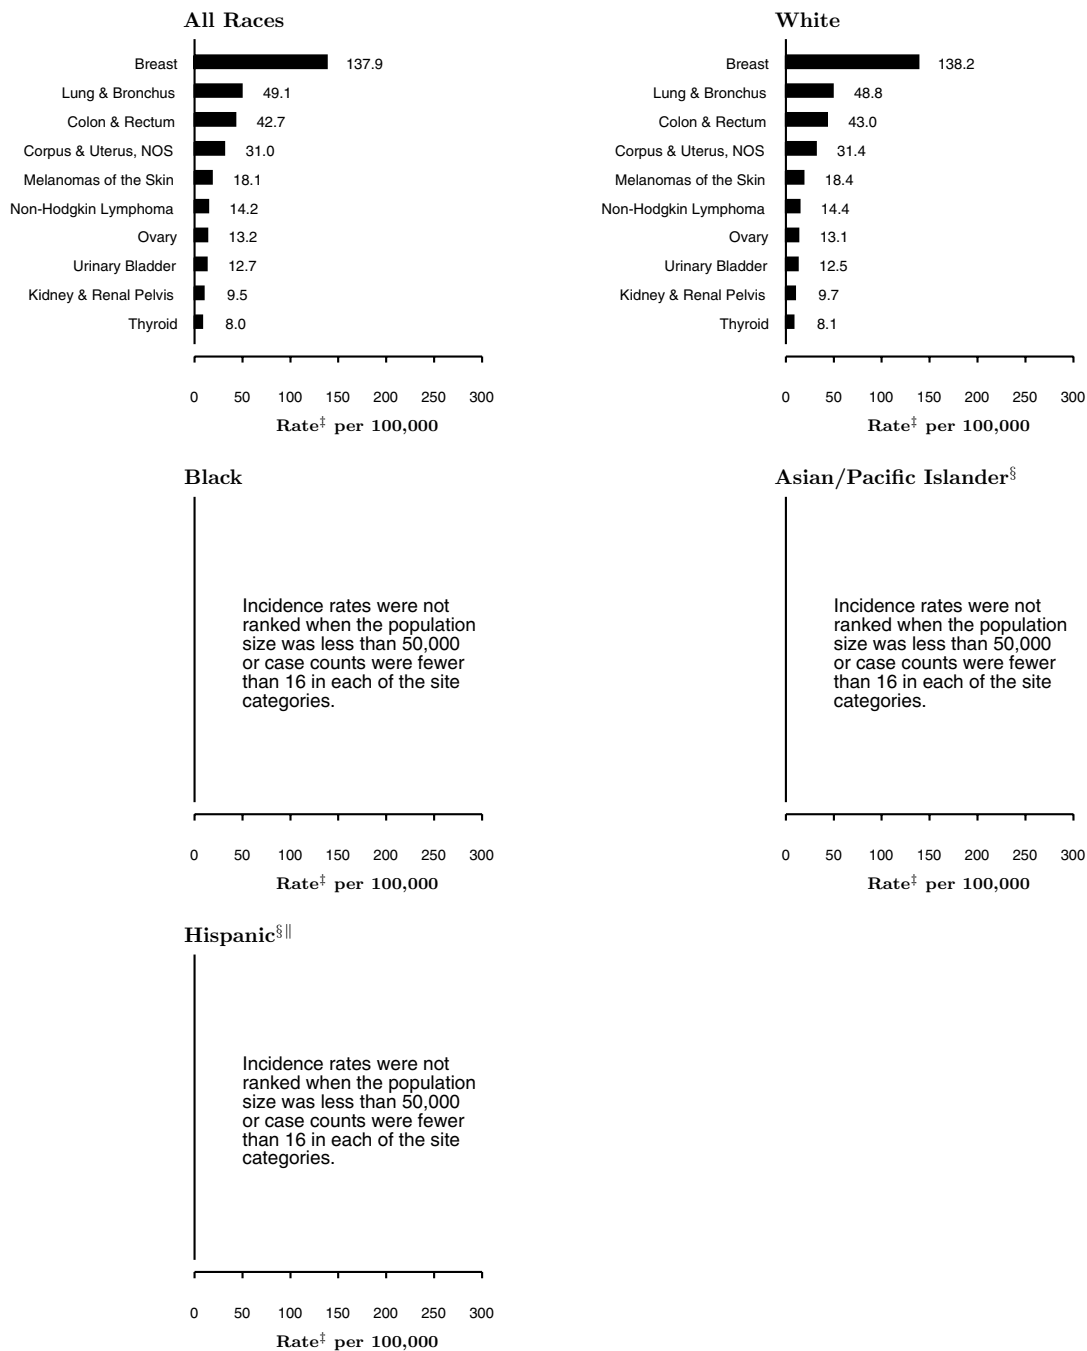 All Races
Breast 137.9
Lung & Bronchus 49.1
Colon & Rectum 42.7
Corpus & Uterus, NOS 31.0
Melanomas of the Skin 18.1
Non-Hodgkin Lymphoma 14.2
Ovary 13.2
Urinary Bladder 12.7
Kidney & Renal Pelvis 9.5
Thyroid 8.0
0 50 100 150 200 250 300
Rate‡ per 100,000
White
Breast 138.2
Lung & Bronchus 48.8
Colon & Rectum 43.0
Corpus & Uterus, NOS 31.4
Melanomas of the Skin 18.4
Non-Hodgkin Lymphoma 14.4
Ovary 13.1
Urinary Bladder 12.5
Kidney & Renal Pelvis 9.7
Thyroid 8.1
0 50 100 150 200 250 300
Rate‡ per 100,000
Black
Incidence rates were not
ranked when the population
size was less than 50,000
or case counts were fewer
than 16 in each of the site
categories.
0 50 100 150 200 250 300
Rate‡ per 100,000
Asian/Pacific Islander§
Incidence rates were not
ranked when the population
size was less than 50,000
or case counts were fewer
than 16 in each of the site
categories.
0 50 100 150 200 250 300
Rate‡ per 100,000
Hispanic§‖
Incidence rates were not
ranked when the population
size was less than 50,000
or case counts were fewer
than 16 in each of the site
categories.
0 50 100 150 200 250 300
Rate‡ per 100,000